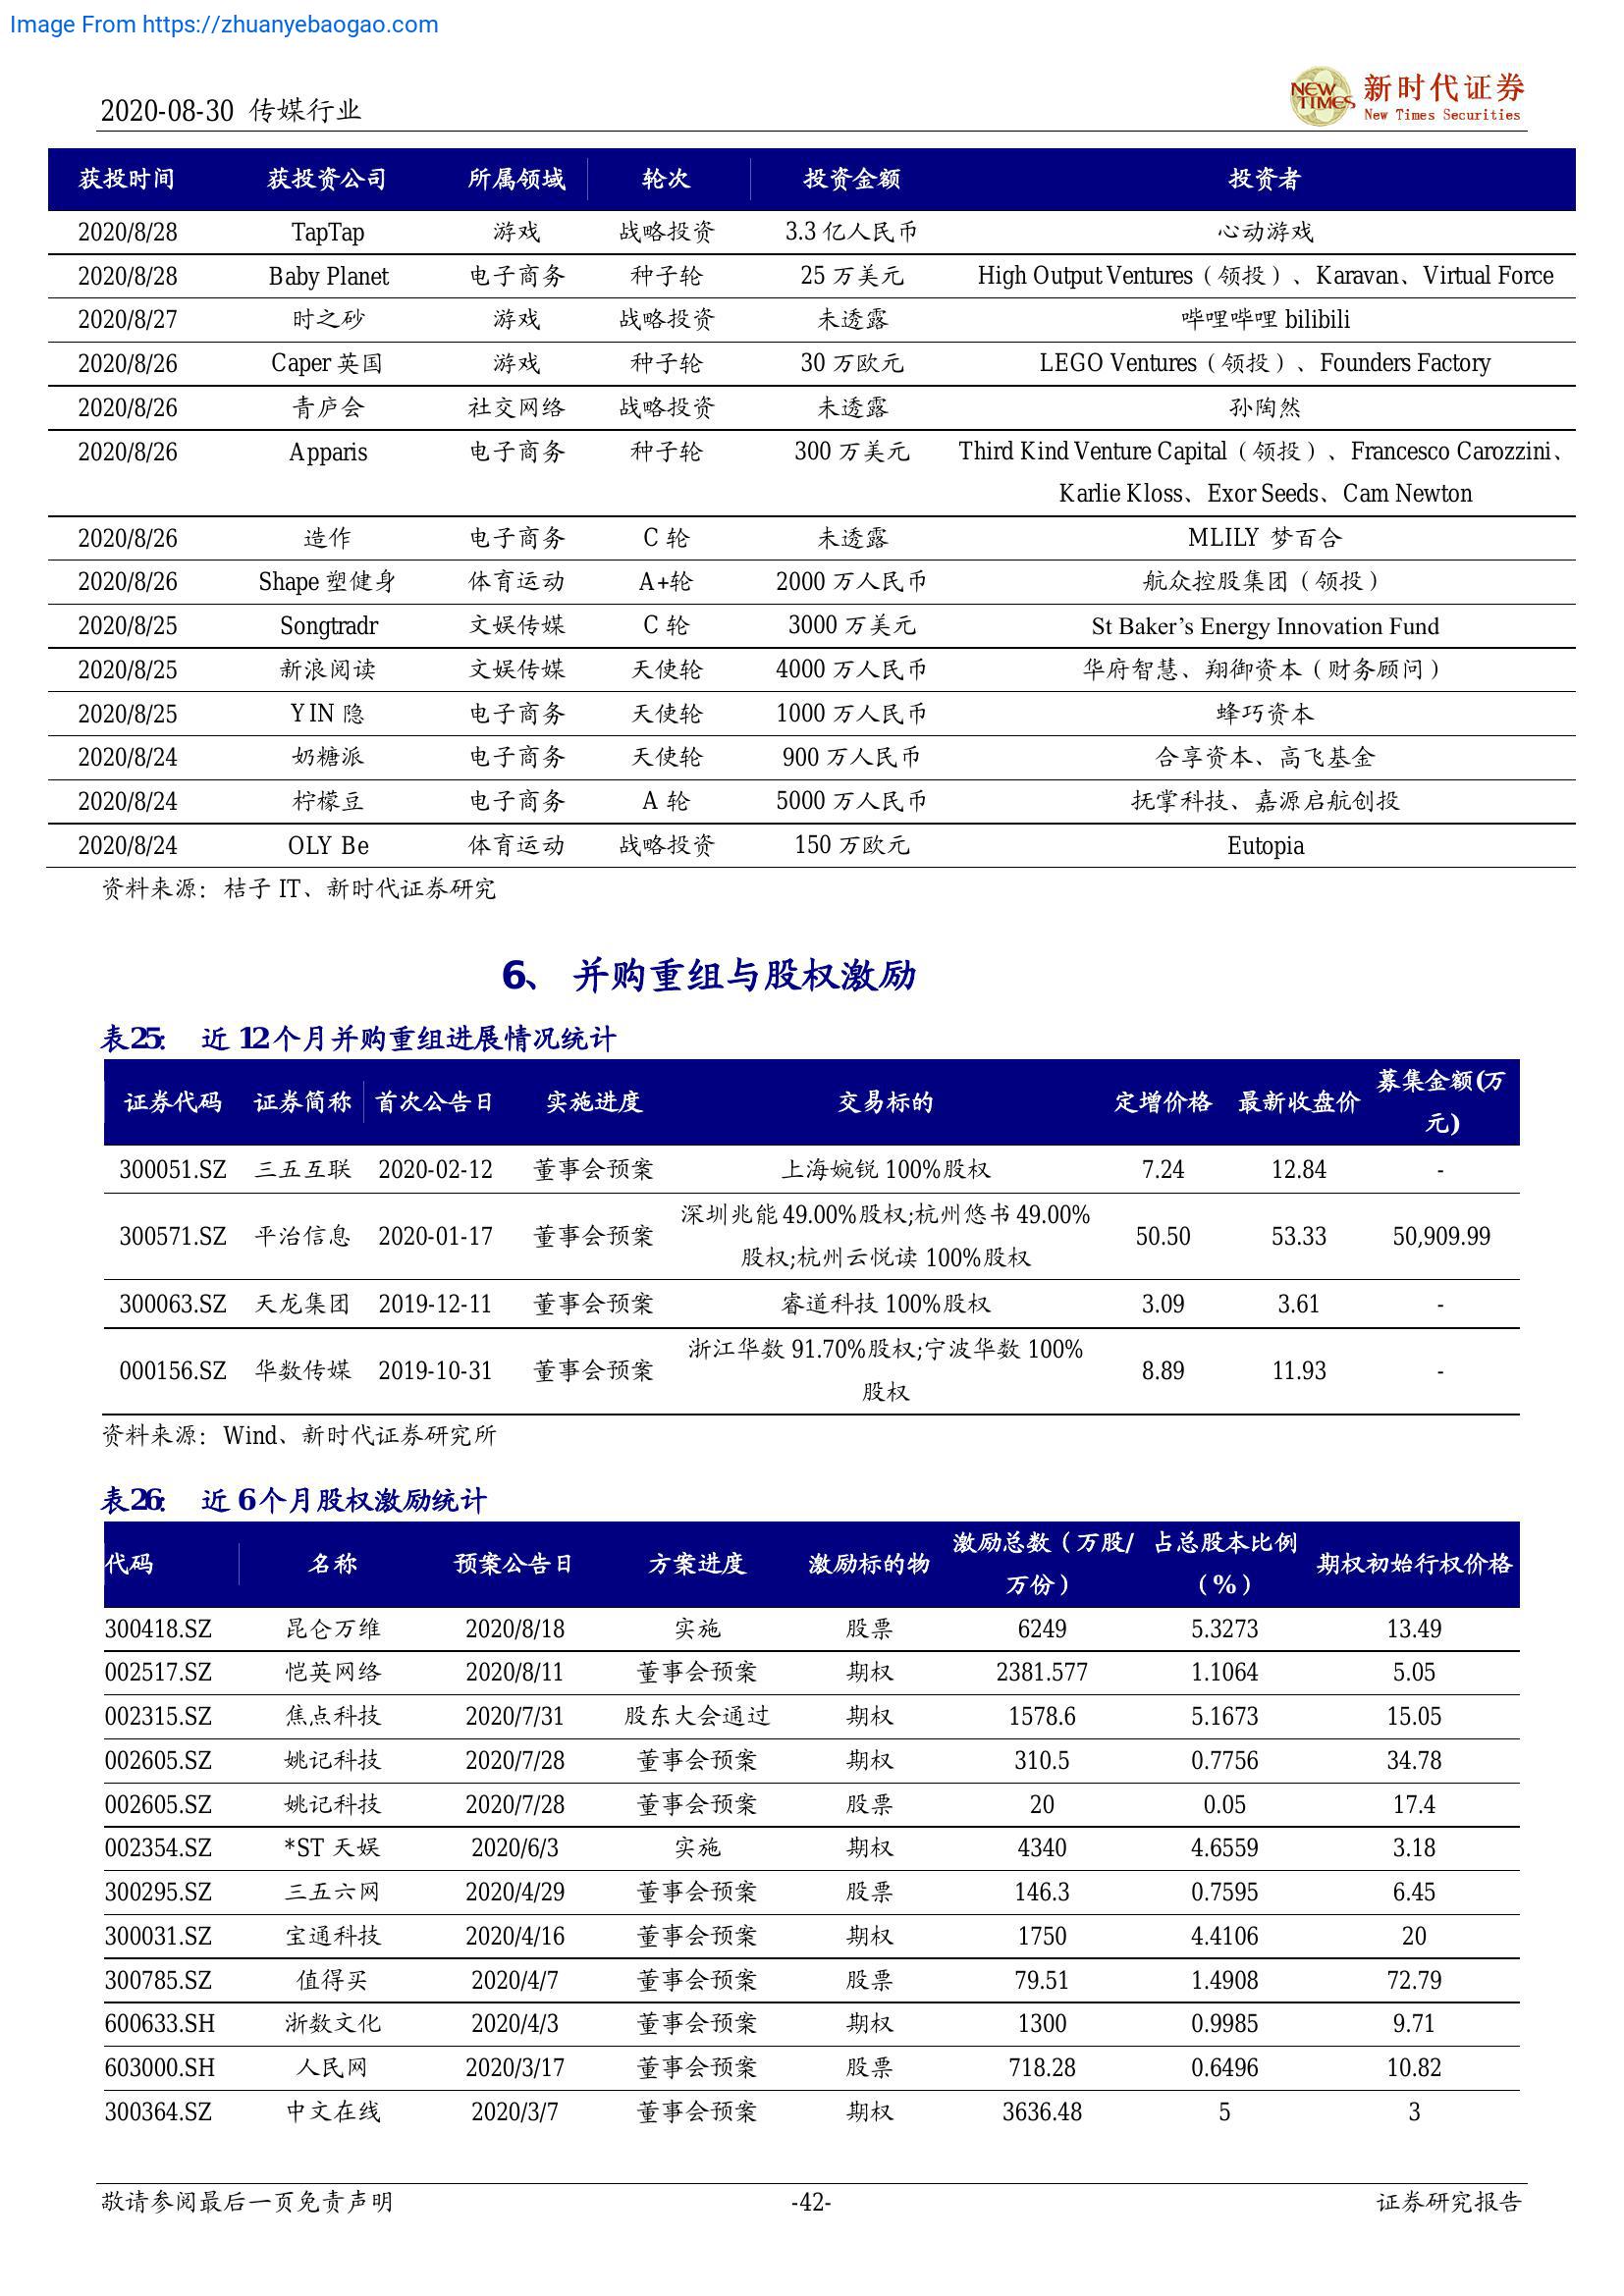 Image From https://zhuanyebaogao.com
2020-08-30 传媒行业
NEW TIMES 新时代证券
New Times Securities
获投时间 获投资公司 所属领域 轮次 投资金额 投资者
2020/8/28 TapTap 游戏 战略投资 3.3 亿人民币 心动游戏
2020/8/28 Baby Planet 电子商务 种子轮 25 万美元 High Output Ventures（领投）、Karavan、Virtual Force
2020/8/27 时之砂 游戏 战略投资 未透露 哔哩哔哩 bilibili
2020/8/26 Caper 英国 游戏 种子轮 30 万欧元 LEGO Ventures（领投）、Founders Factory
2020/8/26 青庐会 社交网络 战略投资 未透露 孙陶然
2020/8/26 Apparis 电子商务 种子轮 300 万美元 Third Kind Venture Capital（领投）、Francesco Carozzini、
Karlie Kloss、Exor Seeds、Cam Newton
2020/8/26 造作 电子商务 C 轮 未透露 MLILY 梦百合
2020/8/26 Shape 塑健身 体育运动 A+轮 2000 万人民币 航众控股集团（领投）
2020/8/25 Songtradr 文娱传媒 C 轮 3000 万美元 St Baker’s Energy Innovation Fund
2020/8/25 新浪阅读 文娱传媒 天使轮 4000 万人民币 华府智慧、翔御资本（财务顾问）
2020/8/25 YIN 隐 电子商务 天使轮 1000 万人民币 蜂巧资本
2020/8/24 奶糖派 电子商务 天使轮 900 万人民币 合享资本、高飞基金
2020/8/24 柠檬豆 电子商务 A 轮 5000 万人民币 抚掌科技、嘉源启航创投
2020/8/24 OLY Be 体育运动 战略投资 150 万欧元 Eutopia
资料来源：桔子 IT、新时代证券研究
6、 并购重组与股权激励
表25： 近 12 个月并购重组进展情况统计
证券代码 证券简称 首次公告日 实施进度 交易标的 定增价格 最新收盘价 募集金额(万
元)
300051.SZ 三五互联 2020-02-12 董事会预案 上海婉锐 100%股权 7.24 12.84 -
深圳兆能 49.00%股权;杭州悠书 49.00%
300571.SZ 平治信息 2020-01-17 董事会预案 50.50 53.33 50,909.99
股权;杭州云悦读 100%股权
300063.SZ 天龙集团 2019-12-11 董事会预案 睿道科技 100%股权 3.09 3.61 -
浙江华数 91.70%股权;宁波华数 100%
000156.SZ 华数传媒 2019-10-31 董事会预案 8.89 11.93 -
股权
资料来源：Wind、新时代证券研究所
表26： 近 6 个月股权激励统计
代码 名称 预案公告日 方案进度 激励标的物 激励总数（万股/ 占总股本比例 期权初始行权价格
万份） （%）
300418.SZ 昆仑万维 2020/8/18 实施 股票 6249 5.3273 13.49
002517.SZ 恺英网络 2020/8/11 董事会预案 期权 2381.577 1.1064 5.05
002315.SZ 焦点科技 2020/7/31 股东大会通过 期权 1578.6 5.1673 15.05
002605.SZ 姚记科技 2020/7/28 董事会预案 期权 310.5 0.7756 34.78
002605.SZ 姚记科技 2020/7/28 董事会预案 股票 20 0.05 17.4
002354.SZ *ST 天娱 2020/6/3 实施 期权 4340 4.6559 3.18
300295.SZ 三五六网 2020/4/29 董事会预案 股票 146.3 0.7595 6.45
300031.SZ 宝通科技 2020/4/16 董事会预案 期权 1750 4.4106 20
300785.SZ 值得买 2020/4/7 董事会预案 股票 79.51 1.4908 72.79
600633.SH 浙数文化 2020/4/3 董事会预案 期权 1300 0.9985 9.71
603000.SH 人民网 2020/3/17 董事会预案 股票 718.28 0.6496 10.82
300364.SZ 中文在线 2020/3/7 董事会预案 期权 3636.48 5 3
敬请参阅最后一页免责声明 -42- 证券研究报告